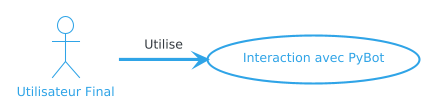 Utilise
Interaction avec PyBot
Utilisateur Final